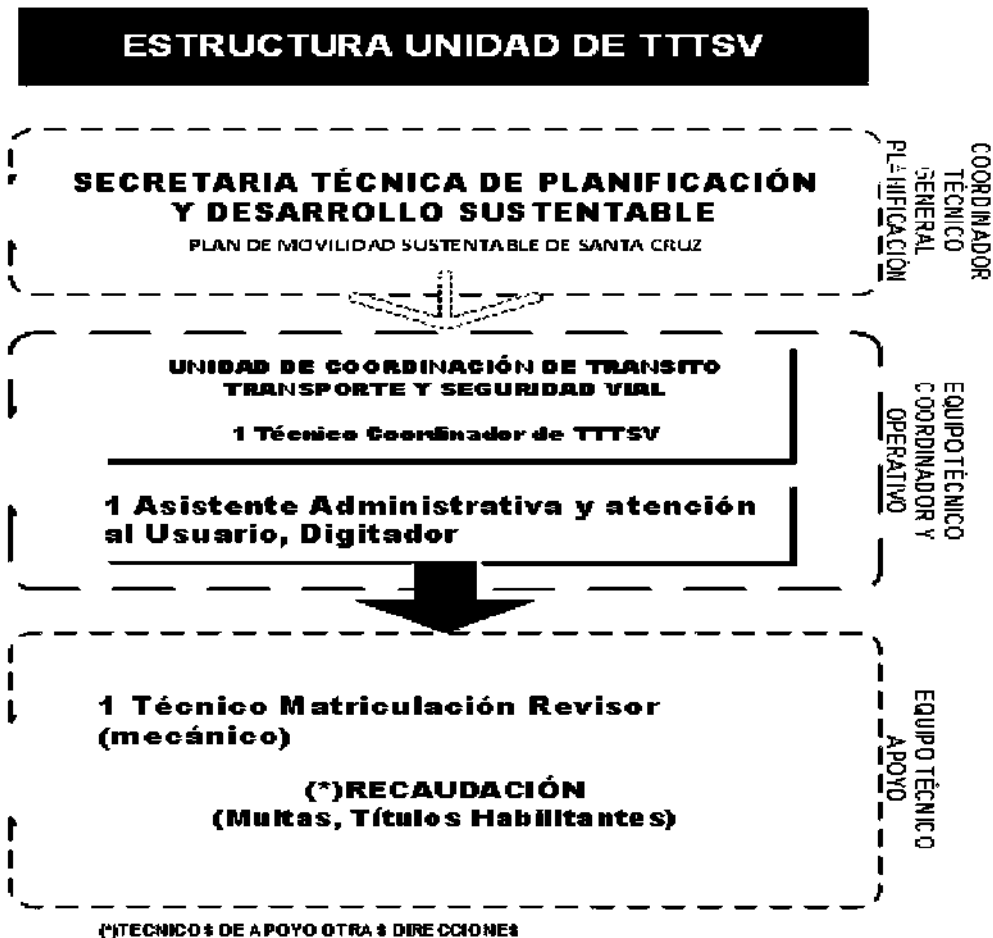 ESTRUCTURA UNIDAD DE TTTSV
SECRETARIA TÉCNICA DE PLANIFICACIÓN
Y DESARROLLO SUSTENTABLE
PLAN DE MOVILIDAD SUSTENTABLE DE SANTA CRUZ
COORDINADOR
TÉCNICO
GENERAL
PLANIFICACIÓN
UNIDAD DE COORDINACIÓN DE TRANSITO
TRANSPORTE Y SEGURIDAD VIAL
1 Técnico Coordinador de TTTSV
1 Asistente Administrativa y atención
al Usuario, Digitador
EQUIPO TÉCNICO
COORDINADOR Y
OPERATIVO
1 Técnico Matriculación Revisor
(mecánico)
(*)RECAUDACIÓN
(Multas, Títulos Habilitantes)
EQUIPO TÉCNICO
APOYO
(*)TECNICOS DE APOYO OTRAS DIRECCIONES